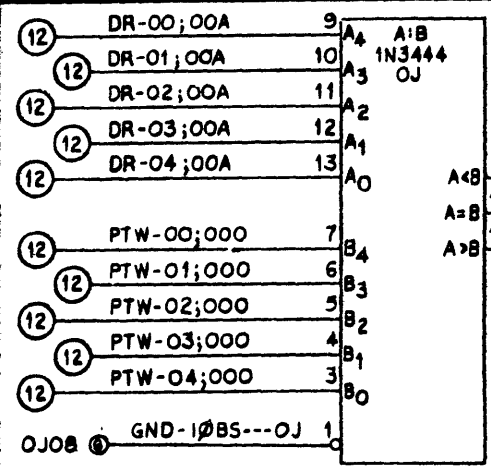 12 DR-00;00A 9 A4 A:B
1N3444
12 DR-01;00A 10 A3 OJ
12 DR-02;00A 11 A2
12 DR-03;00A 12 A1
12 DR-04;00A 13 A0 A<B
A=B
12 PTW-00;000 7 B4 A>B
12 PTW-01;000 6 B3
12 PTW-02;000 5 B2
12 PTW-03;000 4 B1
12 PTW-04;000 3 B0
OJ08 GND-1ØBS---OJ 1